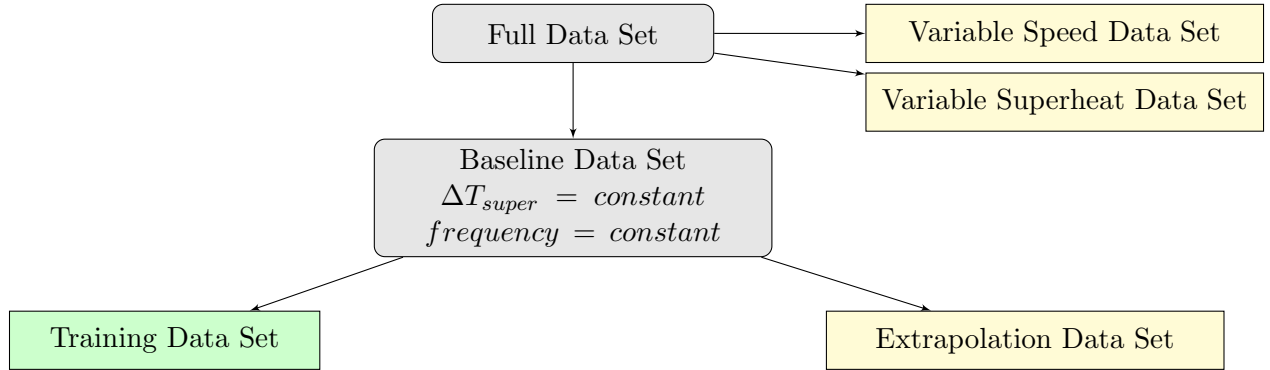 Full Data Set
Variable Speed Data Set
Variable Superheat Data Set
Baseline Data Set
ΔT_super = constant
frequency = constant
Training Data Set
Extrapolation Data Set